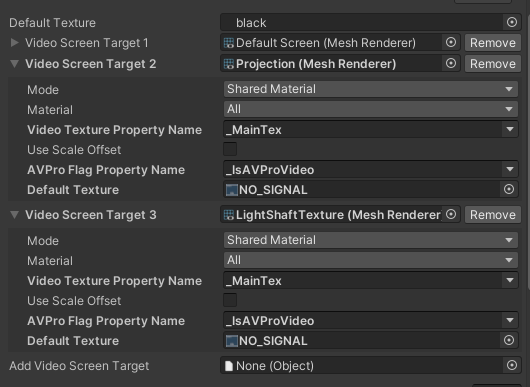 Default Texture black
Video Screen Target 1 Default Screen (Mesh Renderer) Remove
Video Screen Target 2 Projection (Mesh Renderer) Remove
Mode Shared Material
Material All
Video Texture Property Name _MainTex
Use Scale Offset
AVPro Flag Property Name _IsAVProVideo
Default Texture NO_SIGNAL
Video Screen Target 3 LightShaftTexture (Mesh Renderer Remove
Mode Shared Material
Material All
Video Texture Property Name _MainTex
Use Scale Offset
AVPro Flag Property Name _IsAVProVideo
Default Texture NO_SIGNAL
Add Video Screen Target None (Object)